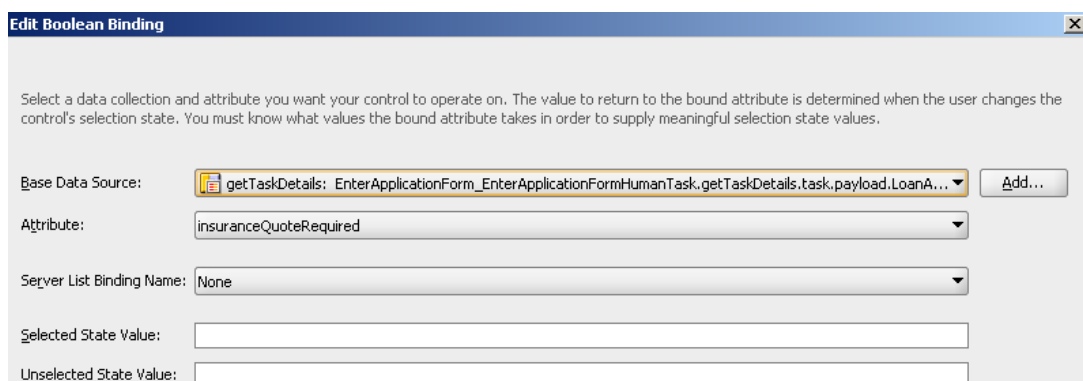 Edit Boolean Binding
Select a data collection and attribute you want your control to operate on. The value to return to the bound attribute is determined when the user changes the
control's selection state. You must know what values the bound attribute takes in order to supply meaningful selection state values.
Base Data Source: getTaskDetails: EnterApplicationForm_EnterApplicationFormHumanTask.getTaskDetails.task.payload.LoanA... Add...
Attribute: insuranceQuoteRequired
Server List Binding Name: None
Selected State Value:
Unselected State Value: